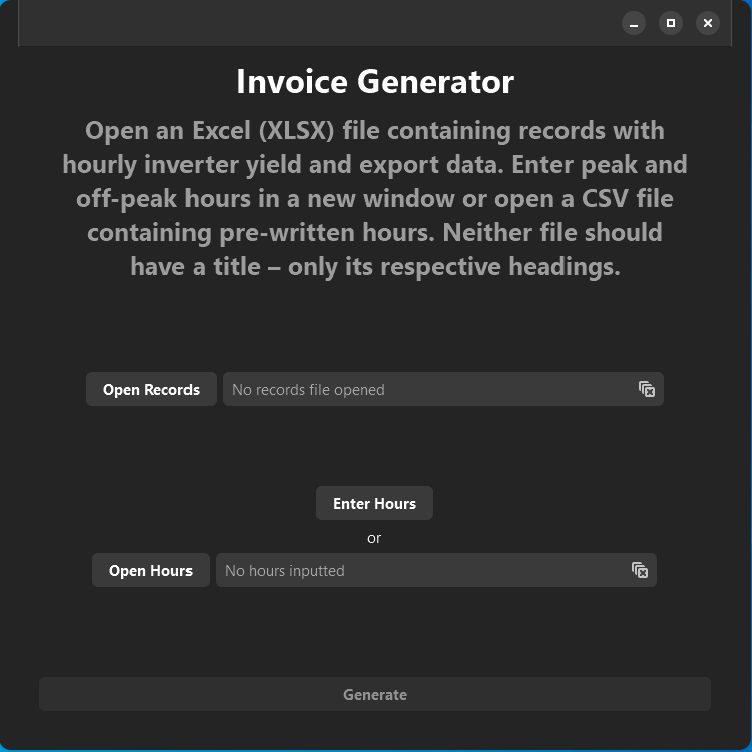 Invoice Generator
Open an Excel (XLSX) file containing records with
hourly inverter yield and export data. Enter peak and
off-peak hours in a new window or open a CSV file
containing pre-written hours. Neither file should
have a title – only its respective headings.
Open Records No records file opened
Enter Hours
or
Open Hours No hours inputted
Generate